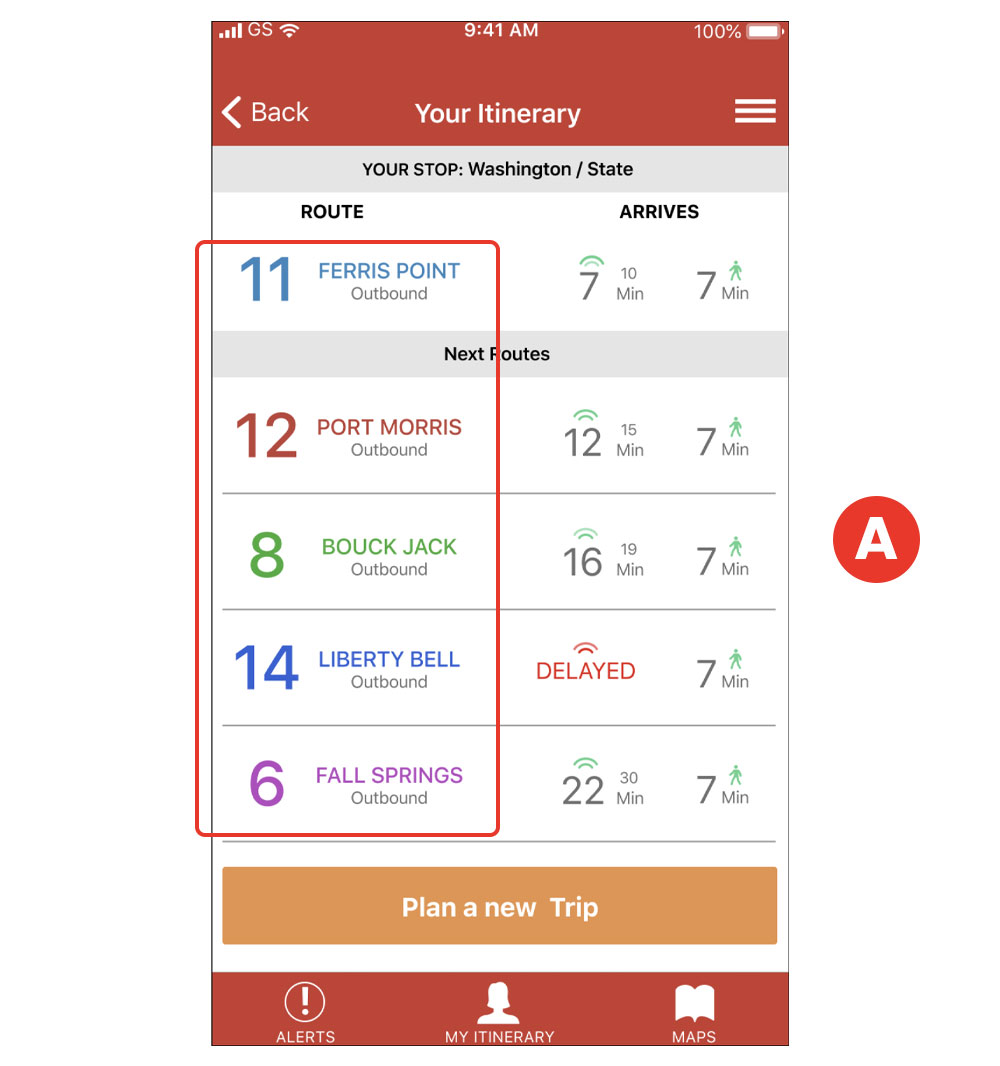 GS 9:41 AM 100%
Back Your Itinerary
YOUR STOP: Washington / State
ROUTE ARRIVES
11 FERRIS POINT 7 10 7
Outbound Min Min
Next Routes
12 PORT MORRIS 12 15 7
Outbound Min Min
8 BOUCK JACK 16 19 7
Outbound Min Min
A
14 LIBERTY BELL DELAYED 7
Outbound Min
6 FALL SPRINGS 22 30 7
Outbound Min Min
Plan a new Trip
ALERTS MY ITINERARY MAPS